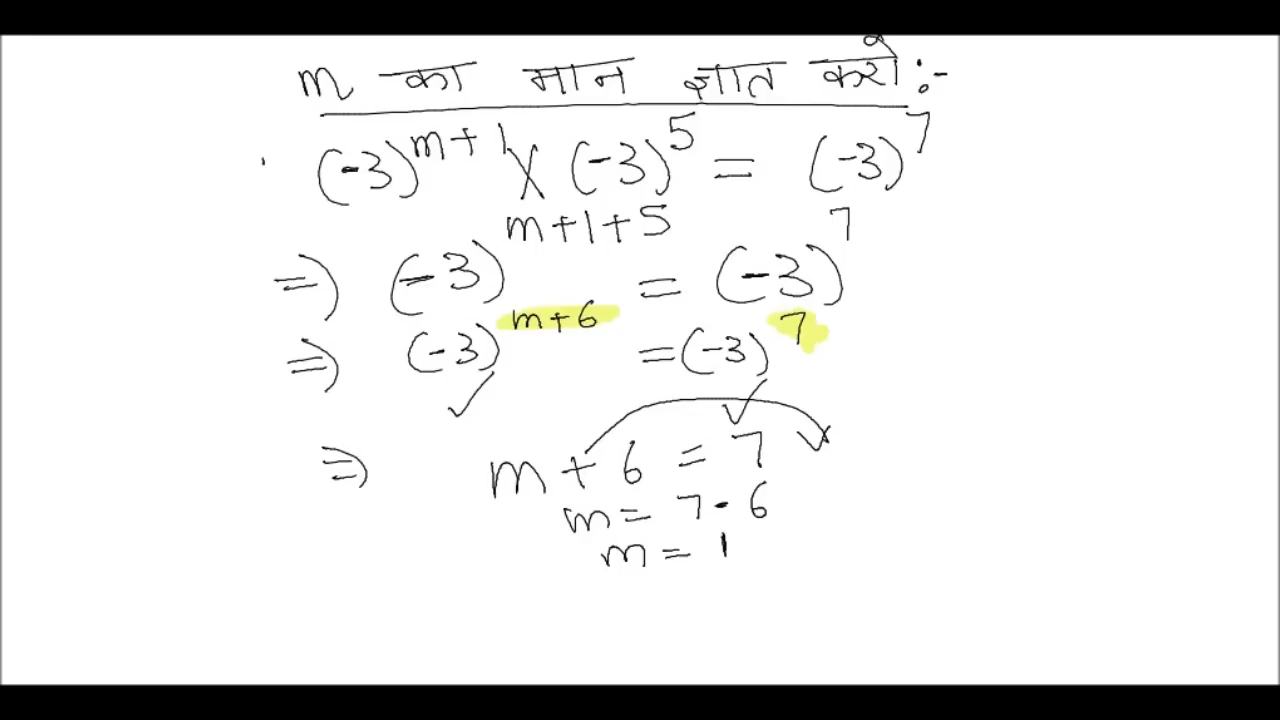 m का मान ज्ञात करो :-
(-3)^{m+1} × (-3)^5 = (-3)^7
=> (-3)^{m+1+5} = (-3)^7
=> (-3)^{m+6} = (-3)^7
=> m + 6 = 7
m = 7 - 6
m = 1